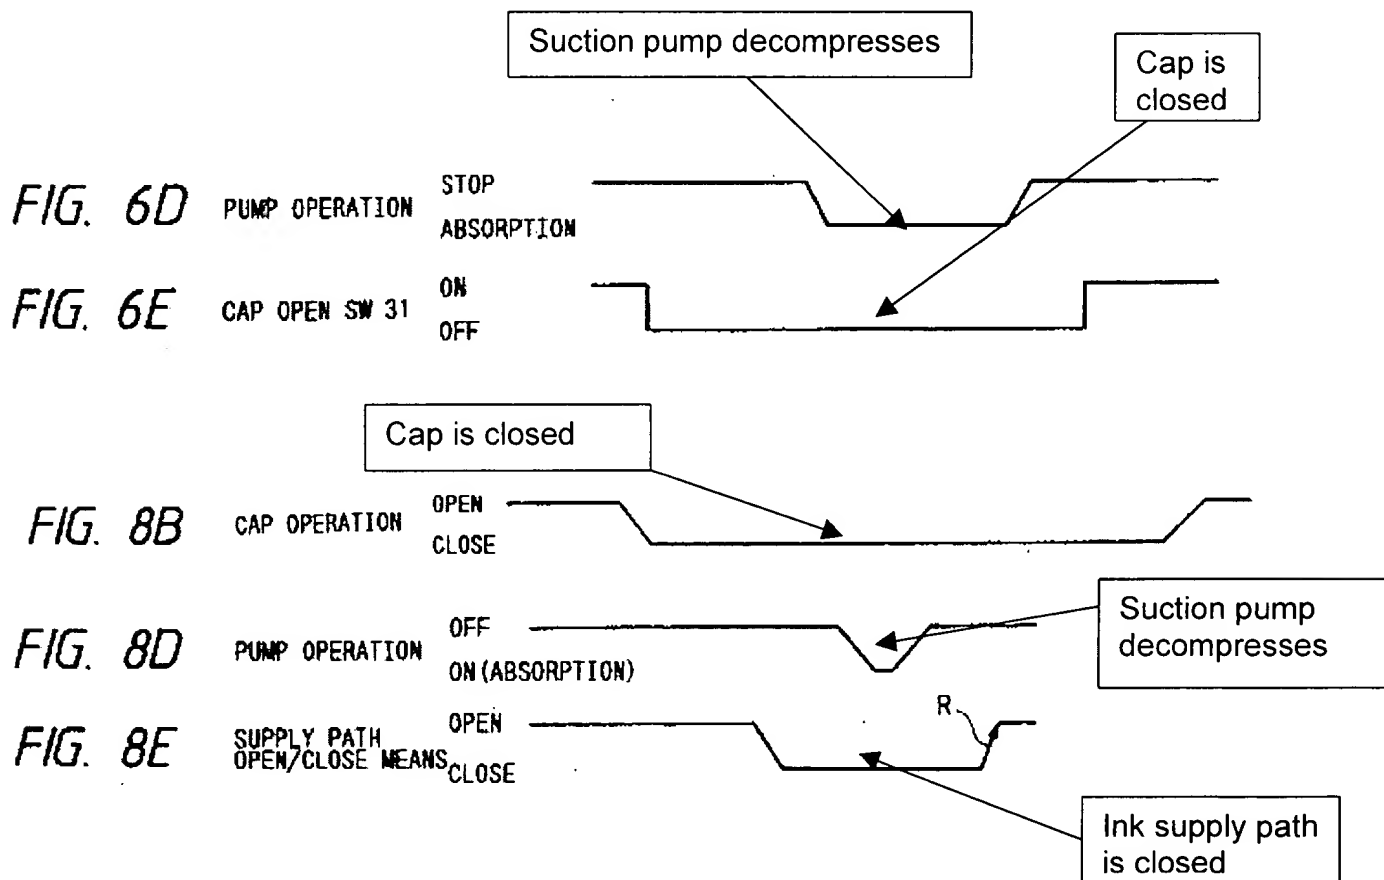 Suction pump decompresses
Cap is
closed
FIG. 6D PUMP OPERATION STOP
ABSORPTION
FIG. 6E CAP OPEN SW 31 ON
OFF
Cap is closed
FIG. 8B CAP OPERATION OPEN
CLOSE
Suction pump
decompresses
FIG. 8D PUMP OPERATION OFF
ON (ABSORPTION)
FIG. 8E SUPPLY PATH
OPEN/CLOSE MEANS
OPEN
CLOSE
R
Ink supply path
is closed